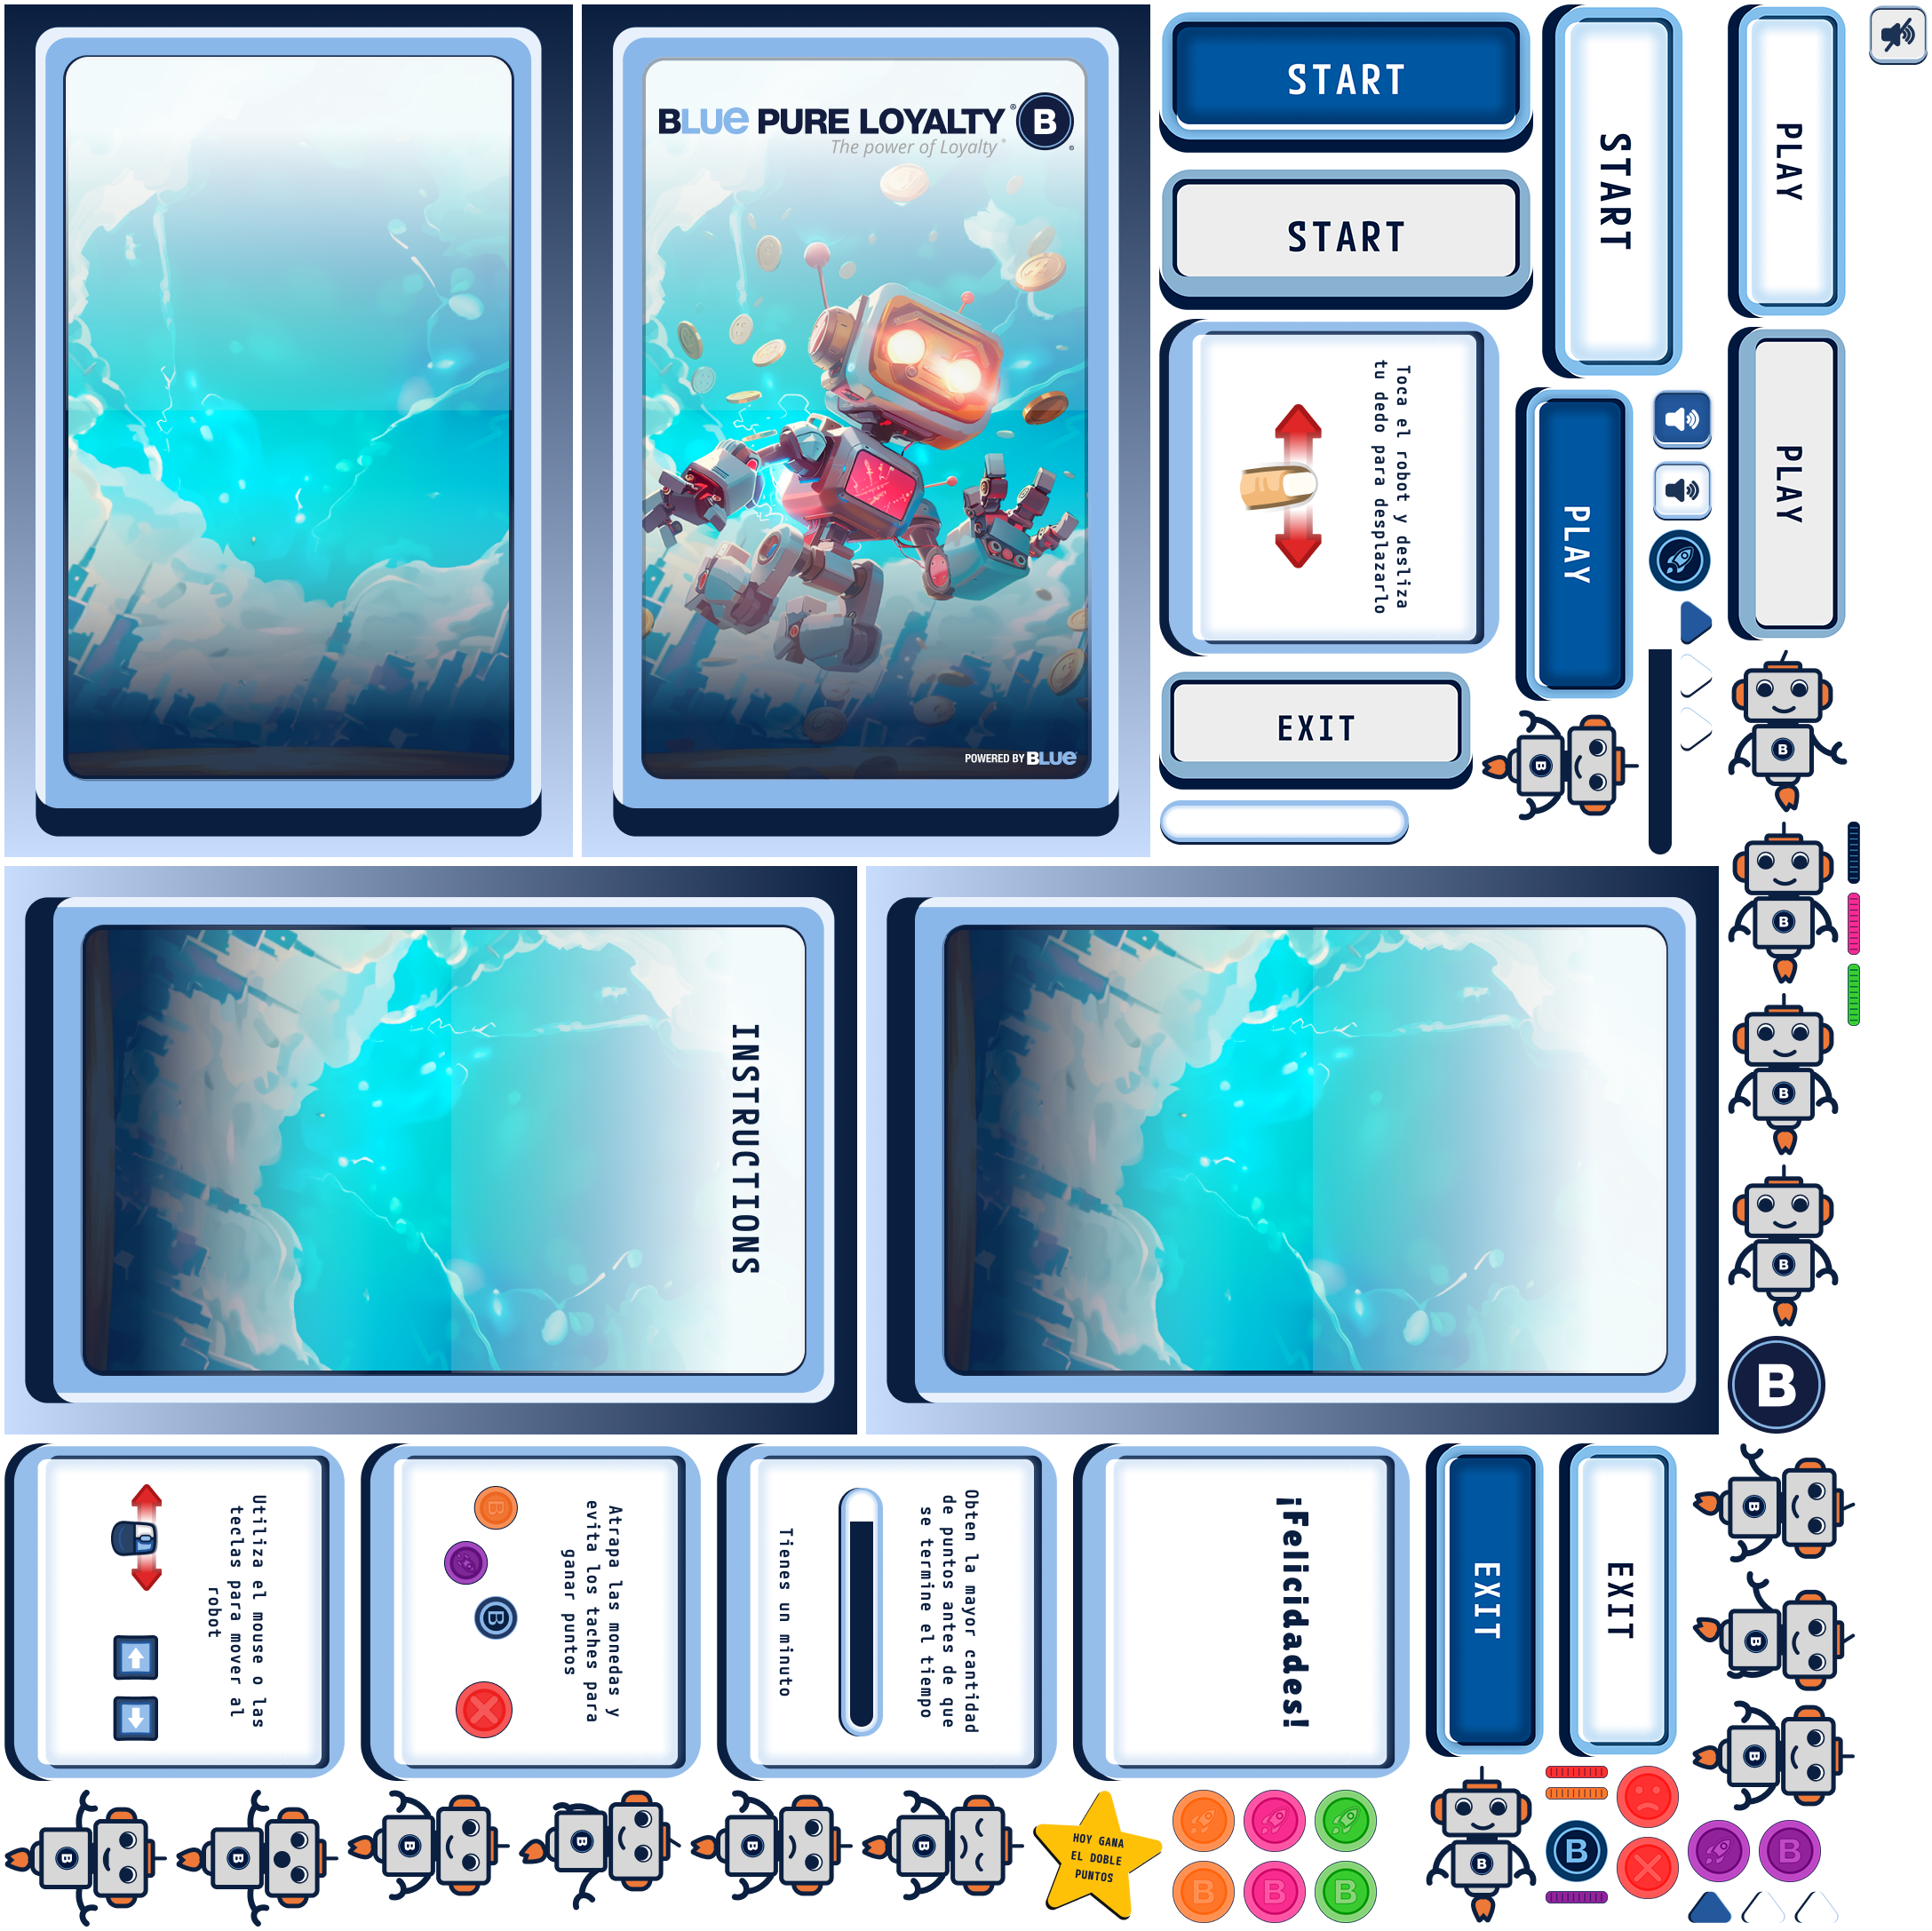 BLUe PURE LOYALTY® B®
The power of Loyalty®
POWERED BY BLUe
START
START
START
PLAY
PLAY
PLAY
Toca el robot y desliza
tu dedo para desplazarlo
EXIT
B
B
B
B
B
INSTRUCTIONS
B
Utiliza el mouse o las
teclas para mover al
robot
Atrapa las monedas y
evita los taches para
ganar puntos
B
B
Obten la mayor cantidad
de puntos antes de que
se termine el tiempo
Tienes un minuto
¡Felicidades!
EXIT
EXIT
B
B
B
B
B
B
B
B
B
HOY GANA
EL DOBLE
PUNTOS
B
B
B
B
B
B